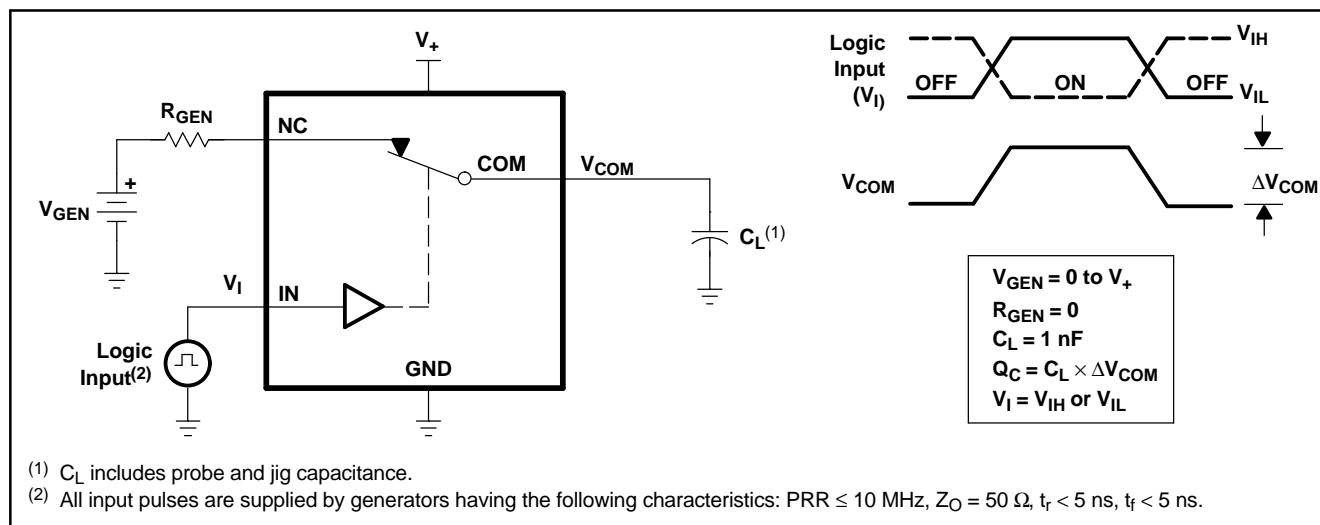 V+
RGEN
NC
COM
VCOM
+
VGEN
CL(1)
VI
IN
Logic
Input(2)
GND
Logic
Input
(VI)
OFF
ON
OFF
VIH
VIL
VCOM
ΔVCOM
VGEN = 0 to V+
RGEN = 0
CL = 1 nF
QC = CL × ΔVCOM
VI = VIH or VIL
(1) CL includes probe and jig capacitance.
(2) All input pulses are supplied by generators having the following characteristics: PRR ≤ 10 MHz, ZO = 50 Ω, tr < 5 ns, tf < 5 ns.